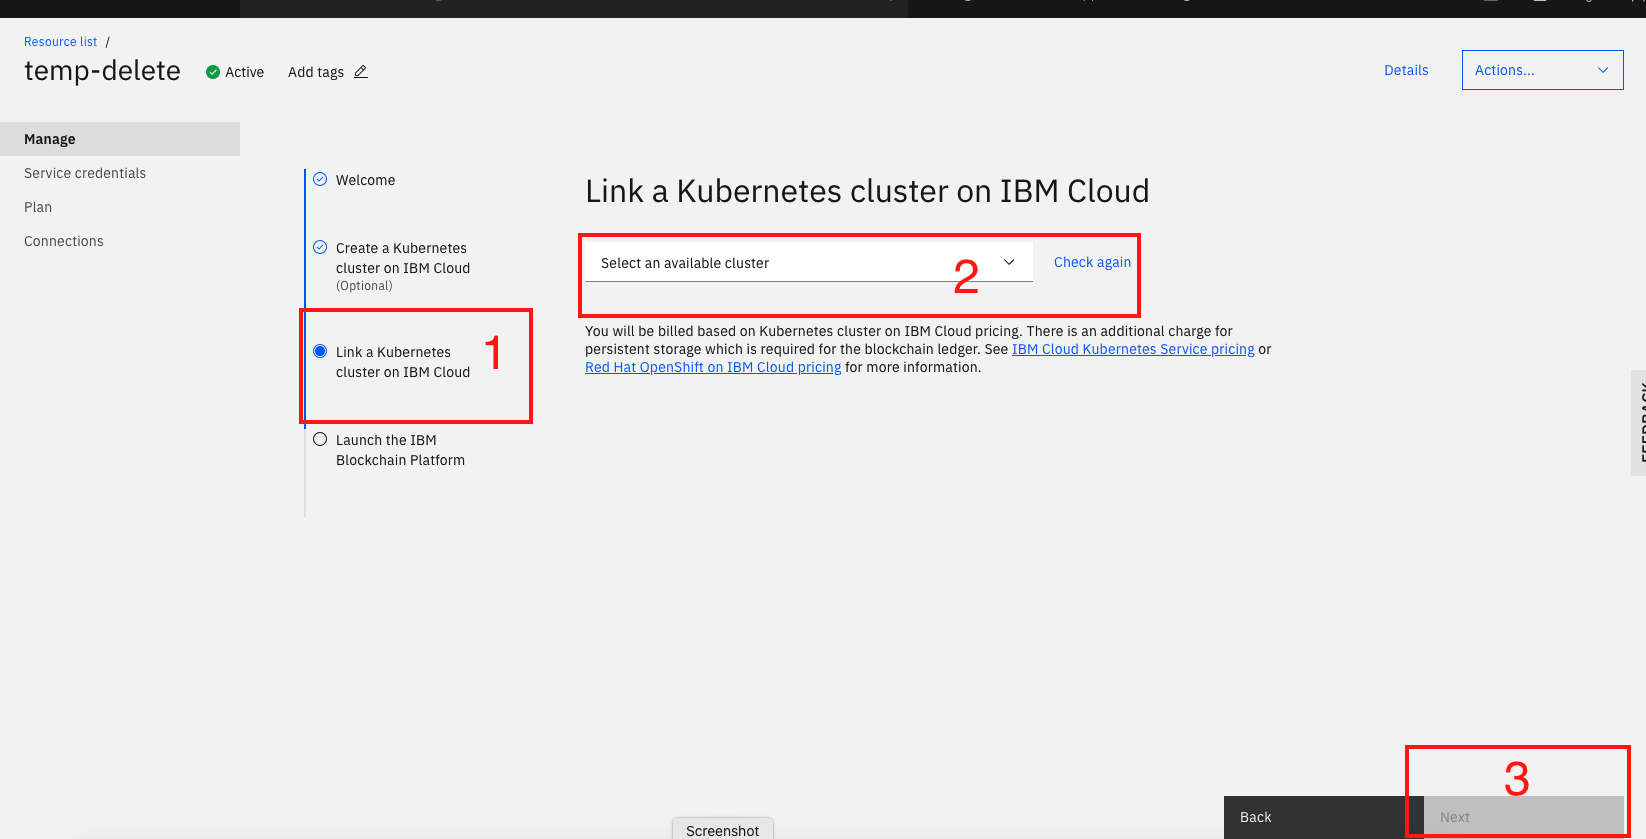 Resource list /
temp-delete
Active
Add tags
Details
Actions...
Manage
Service credentials
Plan
Connections
Welcome
Create a Kubernetes
cluster on IBM Cloud
(Optional)
Link a Kubernetes
cluster on IBM Cloud
1
Launch the IBM
Blockchain Platform
Link a Kubernetes cluster on IBM Cloud
Select an available cluster
2
Check again
You will be billed based on Kubernetes cluster on IBM Cloud pricing. There is an additional charge for
persistent storage which is required for the blockchain ledger. See IBM Cloud Kubernetes Service pricing or
Red Hat OpenShift on IBM Cloud pricing for more information.
FEEDBACK
3
Back
Next
Screenshot